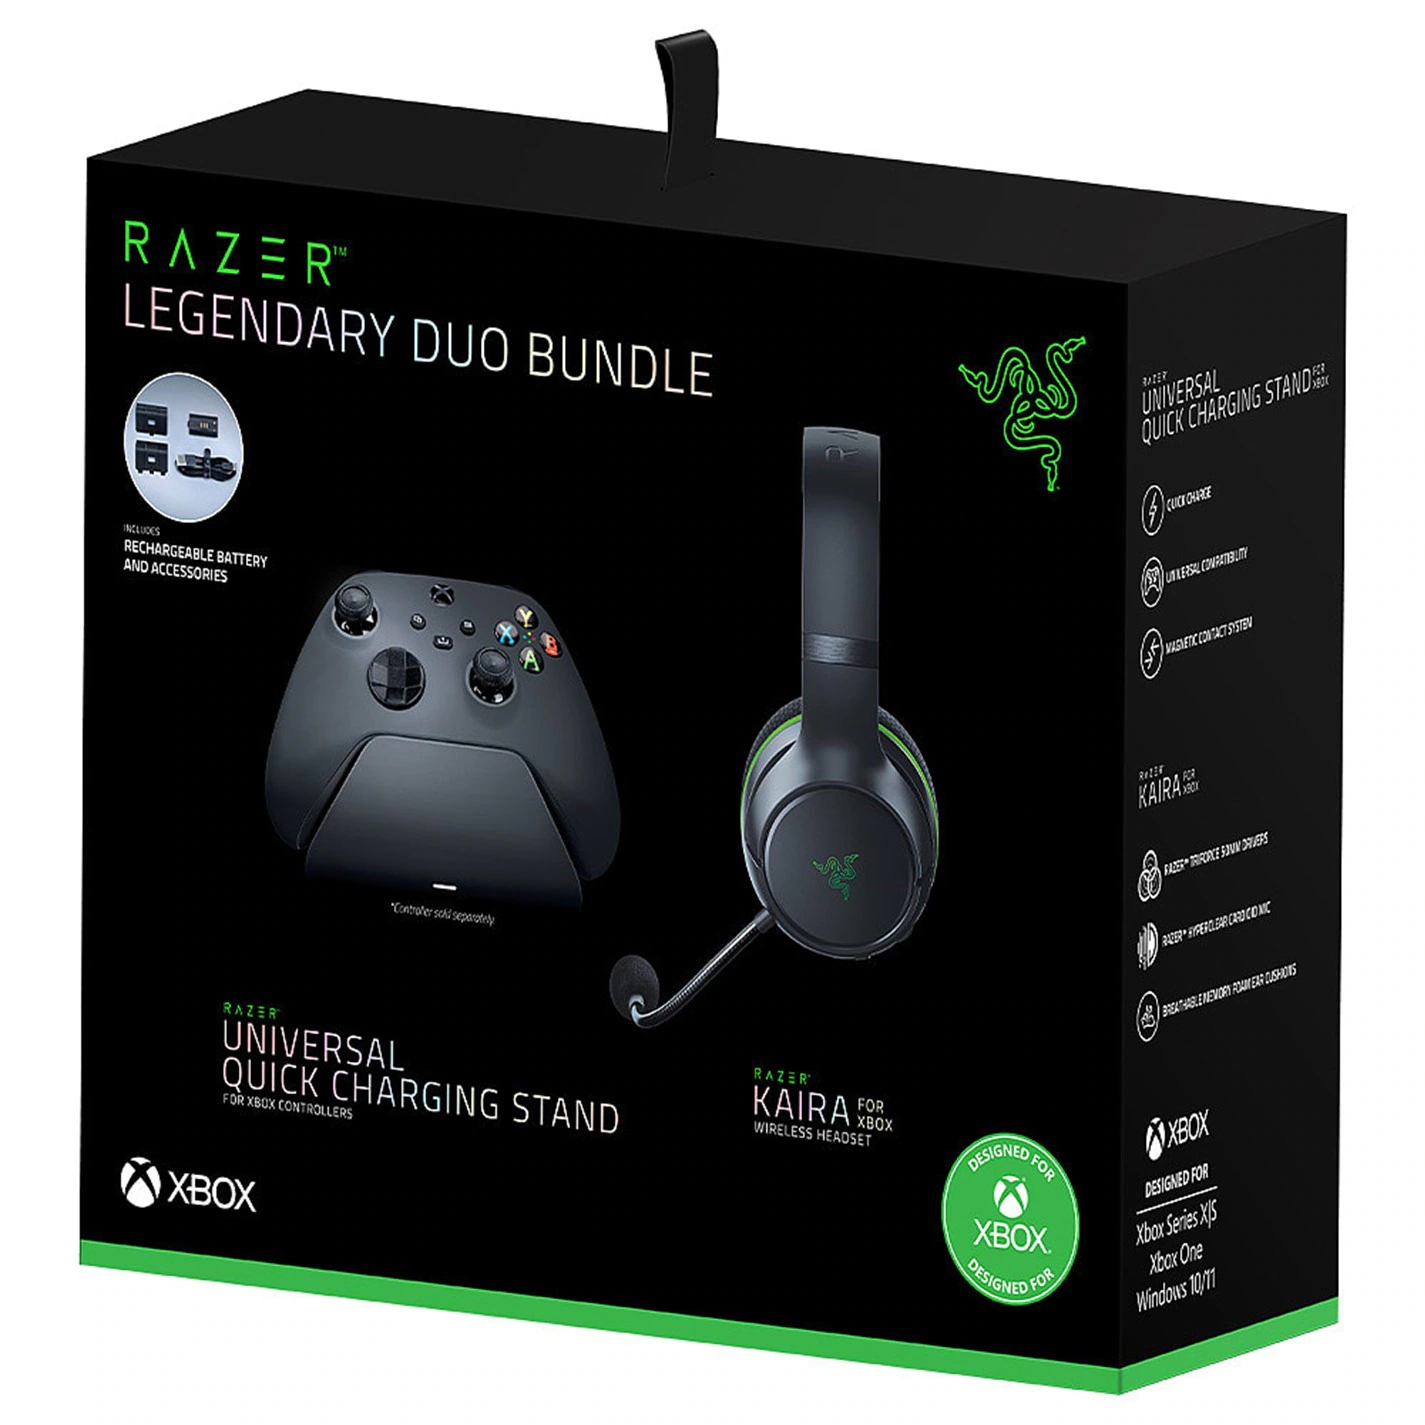 RAZER™
LEGENDARY DUO BUNDLE
INCLUDES
RECHARGEABLE BATTERY
AND ACCESSORIES
X
Y
B
A
*Controller sold separately.
RAZER™
UNIVERSAL
QUICK CHARGING STAND
FOR XBOX CONTROLLERS
RAZER™
KAIRA FOR XBOX
WIRELESS HEADSET
XBOX
DESIGNED FOR
XBOX
DESIGNED FOR
RAZER™
UNIVERSAL
QUICK CHARGING STAND FOR XBOX
QUICK CHARGE
UNIVERSAL COMPATIBILITY
MAGNETIC CONTACT SYSTEM
RAZER™
KAIRA FOR XBOX
RAZER™ TRIFORCE 50MM DRIVERS
RAZER™ HYPERCLEAR CARDIOID MIC
BREATHABLE MEMORY FOAM EAR CUSHIONS
XBOX
DESIGNED FOR
Xbox Series X|S
Xbox One
Windows 10/11